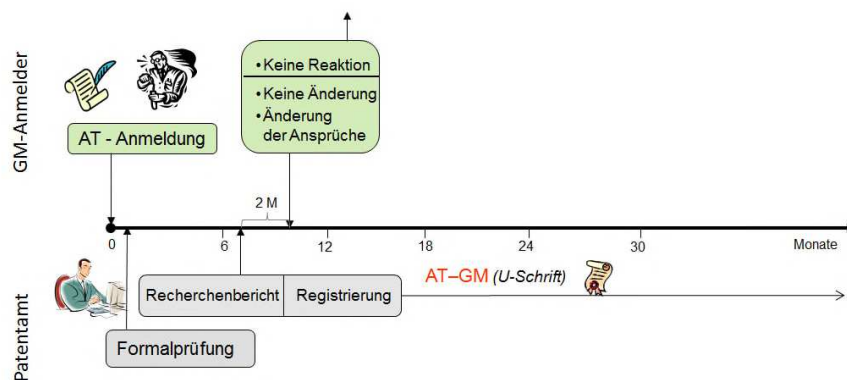 GM-Anmelder
•Keine Reaktion
•Keine Änderung
•Änderung
der Ansprüche
AT - Anmeldung
2 M
0 6 12 18 24 30 Monate
Patentamt
AT–GM (U-Schrift)
Recherchenbericht Registrierung
Formalprüfung